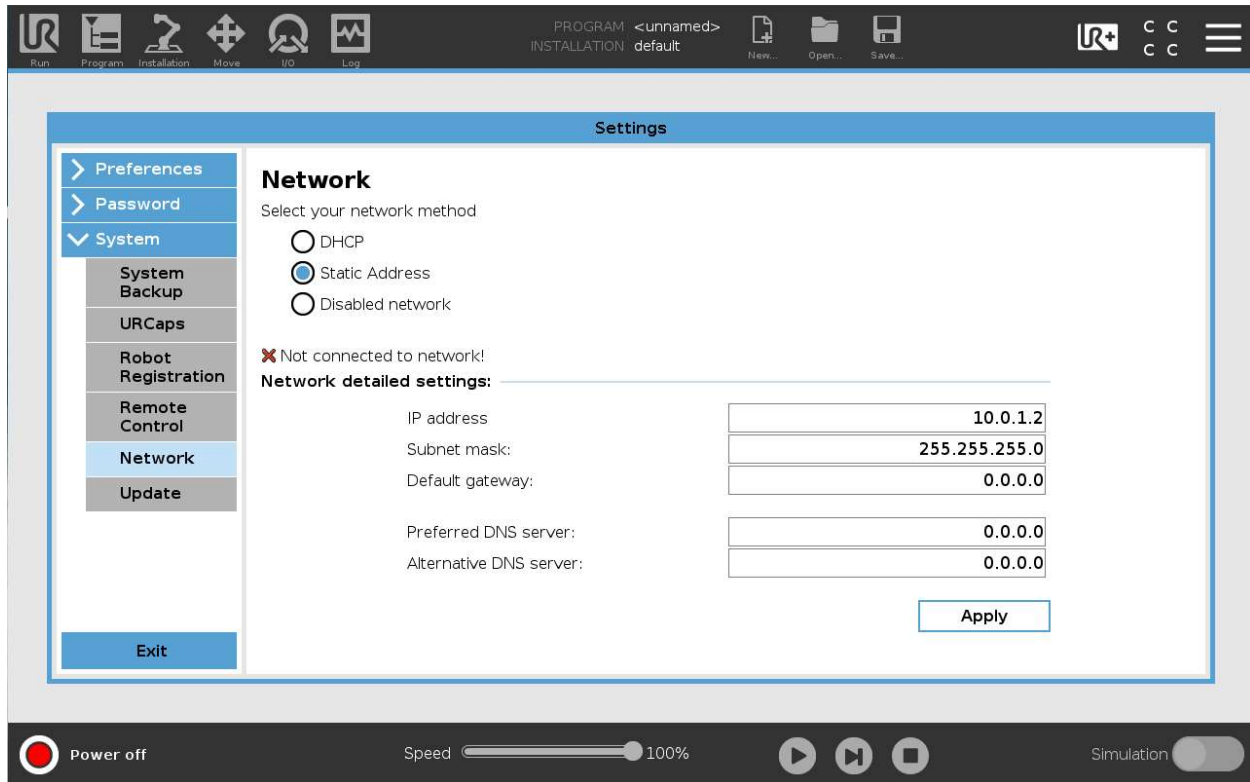 UR
PROGRAM <unnamed>
INSTALLATION default
UR+
C C
C C
Run Program Installation Move I/O Log New... Open... Save...
Settings
Preferences
Password
System
System
Backup
URCaps
Robot
Registration
Remote
Control
Network
Update
Exit
Network
Select your network method
DHCP
Static Address
Disabled network
Not connected to network!
Network detailed settings:
IP address 10.0.1.2
Subnet mask: 255.255.255.0
Default gateway: 0.0.0.0
Preferred DNS server: 0.0.0.0
Alternative DNS server: 0.0.0.0
Apply
Power off Speed 100% Simulation